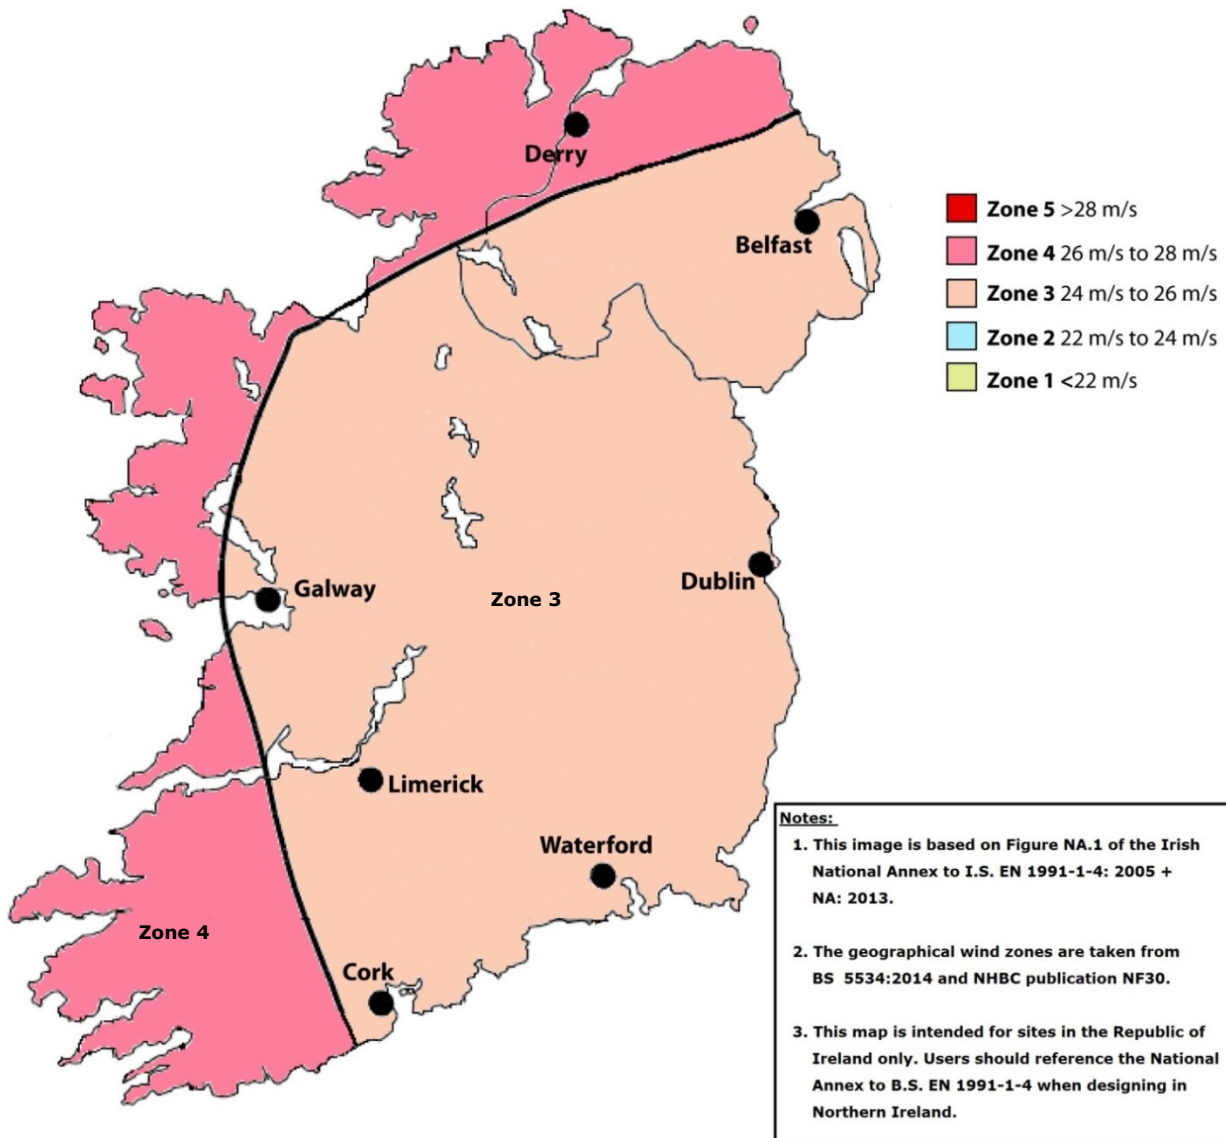 Derry
Belfast
Zone 5 >28 m/s
Zone 4 26 m/s to 28 m/s
Zone 3 24 m/s to 26 m/s
Zone 2 22 m/s to 24 m/s
Zone 1 <22 m/s
Galway
Zone 3
Dublin
Limerick
Waterford
Zone 4
Cork
Notes:
1. This image is based on Figure NA.1 of the Irish
National Annex to I.S. EN 1991-1-4: 2005 +
NA: 2013.
2. The geographical wind zones are taken from
BS 5534:2014 and NHBC publication NF30.
3. This map is intended for sites in the Republic of
Ireland only. Users should reference the National
Annex to B.S. EN 1991-1-4 when designing in
Northern Ireland.